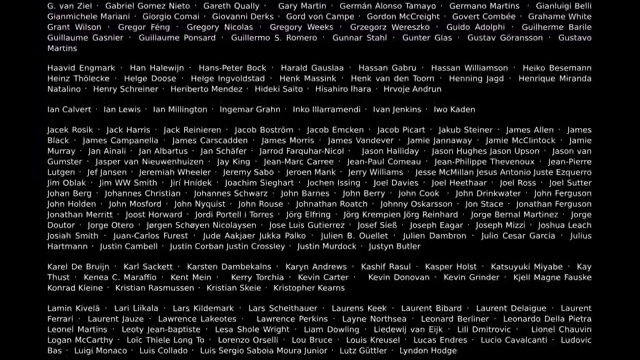 G. van Ziel · Gabriel Gomez Nieto · Gareth Qually · Gary Martin · Germán Alonso Tamayo · Germano Martins · Gianluigi Belli
Gianmichele Mariani · Giorgio Comai · Giovanni Derks · Gord von Campe · Gordon McCreight · Govert Combée · Grahame White
Grant Wilson · Gregor Féng · Gregory Nicolas · Gregory Weeks · Grzegorz Wereszko · Guido Adolphi · Guilherme Barile
Guillaume Gasnier · Guillaume Ponsard · Guillermo S. Romero · Gunnar Stahl · Gunter Glas · Gustav Göransson · Gustavo
Martins
Haavid Engmark · Han Halewijn · Hans-Peter Bock · Harald Gauslaa · Hassan Gabru · Hassan Williamson · Heiko Besemann
Heinz Thölecke · Helge Doose · Helge Ingvoldstad · Henk Massink · Henk van den Toorn · Henning Jagd · Henrique Miranda
Natalino · Henry Schreiner · Heriberto Mendez · Hideki Saito · Hisahiro Ihara · Hrvoje Andrun
Ian Calvert · Ian Lewis · Ian Millington · Ingemar Grahn · Inko Illarramendi · Ivan Jenkins · Iwo Kaden
Jacek Rosik · Jack Harris · Jack Reinieren · Jacob Boström · Jacob Emcken · Jacob Picart · Jakub Steiner · James Allen · James
Black · James Campanella · James Carscadden · James Morris · James Vandever · Jamie Jannaway · Jamie McClintock · Jamie
Murray · Jan Ainali · Jan Albartus · Jan Schäfer · Jarrod Farquhar-Nicol · Jason Halliday · Jason Hughes Jason Upson · Jason van
Gumster · Jasper van Nieuwenhuizen · Jay King · Jean-Marc Carree · Jean-Paul Comeau · Jean-Philippe Thevenoux · Jean-Pierre
Lutgen · Jef Jansen · Jeremiah Wheeler · Jeremy Sabo · Jeroen Mank · Jerry Williams · Jesse McMillan Jesus Antonio Juste Ezquerro
Jim Oblak · Jim WW Smith · Jiří Hnídek · Joachim Sieghart · Jochen Issing · Joel Davies · Joel Heethaar · Joel Ross · Joel Sutter
Johan Berg · Johannes Christian · Johannes Schwarz · John Barnes · John Berry · John Cook · John Drinkwater · John Ferguson
John Holden · John Mosford · John Nyquist · John Rouse · Johnathan Roatch · Johnny Oskarsson · Jon Stace · Jonathan Ferguson
Jonathan Merritt · Joost Horward · Jordi Portell i Torres · Jörg Elfring · Jörg Krempien Jörg Reinhard · Jorge Bernal Martinez · Jorge
Doutor · Jorge Otero · Jørgen Schøyen Nicolaysen · Jose Luis Gutierrez · Josef Sieß · Joseph Eagar · Joseph Mizzi · Joshua Leach
Josiah Smith · Juan-Carlos Furest · Jude Aakjaer Jukka Palko · Julien B. Ouellet · Julien Dambron · Julio Cesar Garcia · Julius
Hartmann · Justin Cambell · Justin Corban Justin Crossley · Justin Murdock · Justyn Butler
Karel De Bruijn · Karl Sackett · Karsten Dambekalns · Karyn Andrews · Kashif Rasul · Kasper Holst · Katsuyuki Miyabe · Kay
Thust · Kenea C. Maraffio · Kent Mein · Kerry Torchia · Kevin Carter · Kevin Donovan · Kevin Grinder · Kjell Magne Fauske
Konrad Kleine · Kristian Rasmussen · Kristian Skeie · Kristopher Kearns
Lamin Kivelä · Lari Liikala · Lars Kildemark · Lars Scheithauer · Laurens Keek · Laurent Bibard · Laurent Delaigue · Laurent
Ferrari · Laurent Jauze · Lawrence Lakeotes · Lawrence Perkins · Layne Northsea · Leonard Berliner · Leonardo Della Pietra
Leonel Martins · Leoty Jean-baptiste · Lesa Shole Wright · Liam Dowling · Liedewij van Eijk · Lili Dmitrovic · Lionel Chauvin
Logan McCarthy · Loïc Thiele Long To · Lorenzo Orselli · Lou Bruce · Louis Kreusel · Lucas Endres · Lucio Cavalcanti · Ludovic
Bas · Luigi Monaco · Luis Collado · Luis Sergio Saboia Moura Junior · Lutz Güttler · Lyndon Hodge